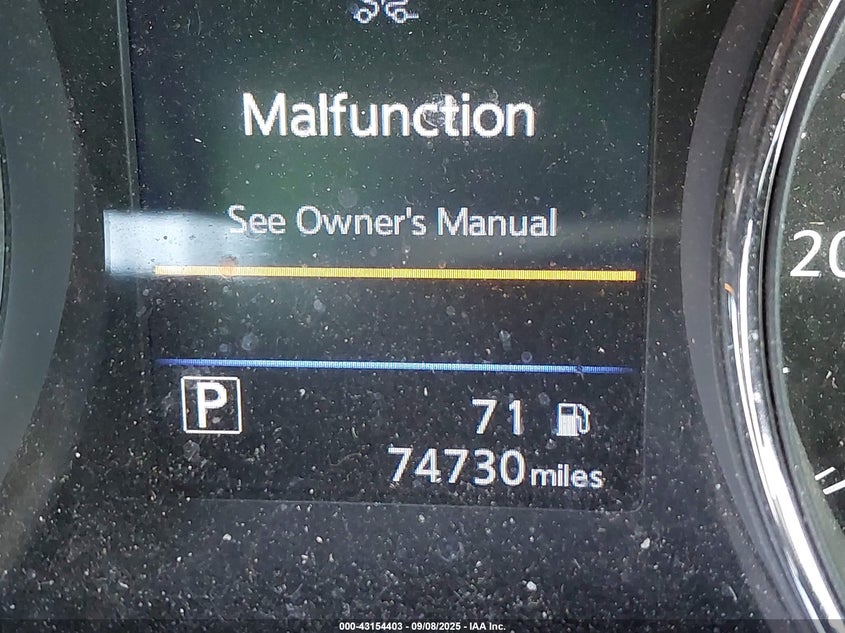 Malfunction
See Owner's Manual
20
P
71
74730 miles
000-43154403 - 09/08/2025 - IAA Inc.